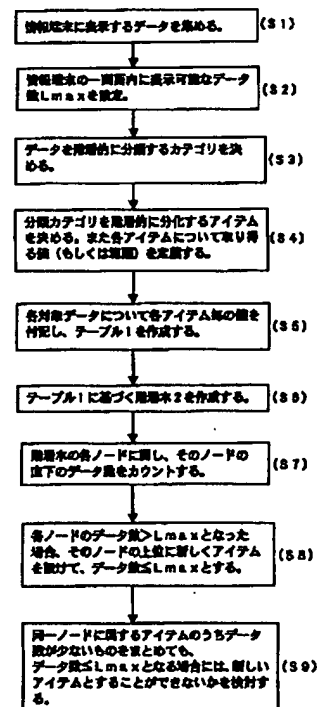 情報端末に表示するデータを集める。
(S1)
情報端末の一画面内に表示可能なデータ
数Lmaxを設定。
(S2)
データを階層的に分類するカテゴリを決
める。
(S3)
分類カテゴリを階層的に分化するアイテム
を決める。また各アイテムについて取り得
る値(もしくは範囲)を定義する。
(S4)
各対象データについて各アイテム毎の値を
付記し、テーブル1を作成する。
(S5)
テーブル1に基づく階層木2を作成する。
(S6)
階層木の各ノードに関し、そのノードの
直下のデータ数をカウントする。
(S7)
各ノードのデータ数>Lmaxとなった
場合、そのノードの上位に新しくアイテム
を設けて、データ数≦Lmaxとする。
(S8)
同一ノードに属するアイテムのうちデータ
数が少ないものをまとめても、
データ数≦Lmaxとなる場合には、新しい
アイテムとすることができないかを検討す
る。
(S9)